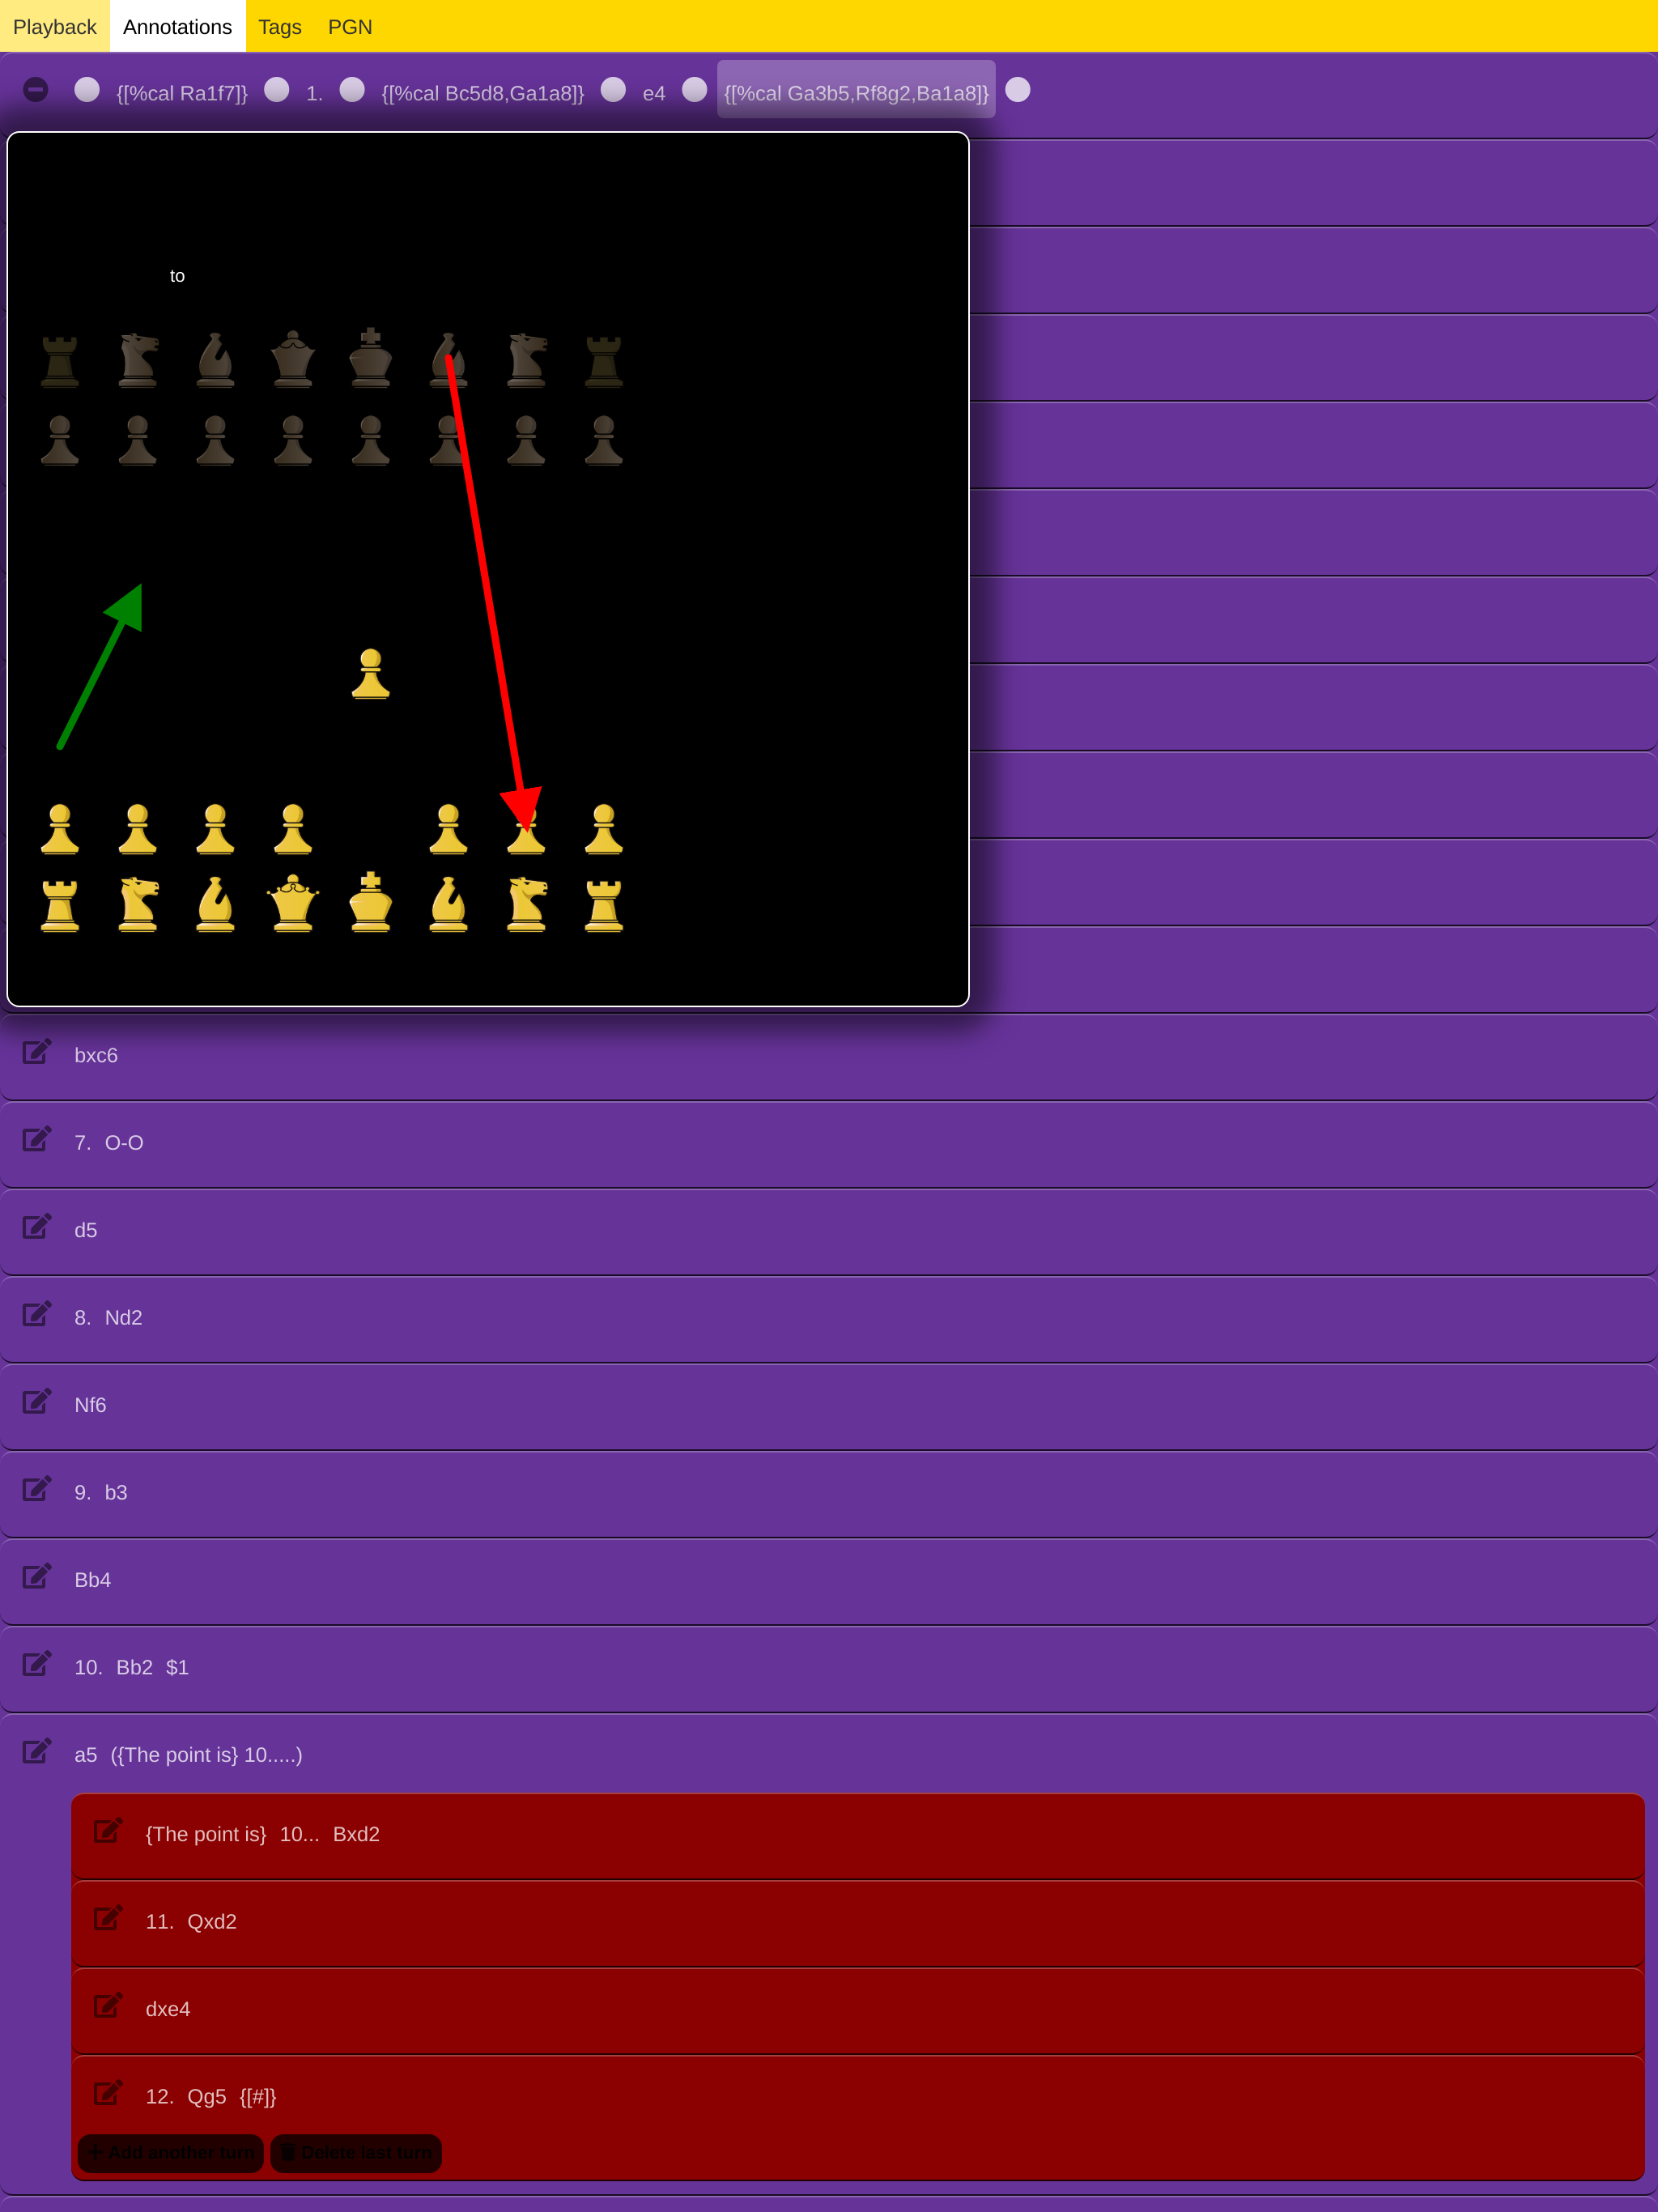 Playback Annotations Tags PGN
{[%cal Ra1f7]} 1. {[%cal Bc5d8,Ga1a8]} e4 {[%cal Ga3b5,Rf8g2,Ba1a8]}
to
bxc6
7. O-O
d5
8. Nd2
Nf6
9. b3
Bb4
10. Bb2 $1
a5 ({The point is} 10.....)
{The point is} 10... Bxd2
11. Qxd2
dxe4
12. Qg5 {[#]}
Add another turn Delete last turn